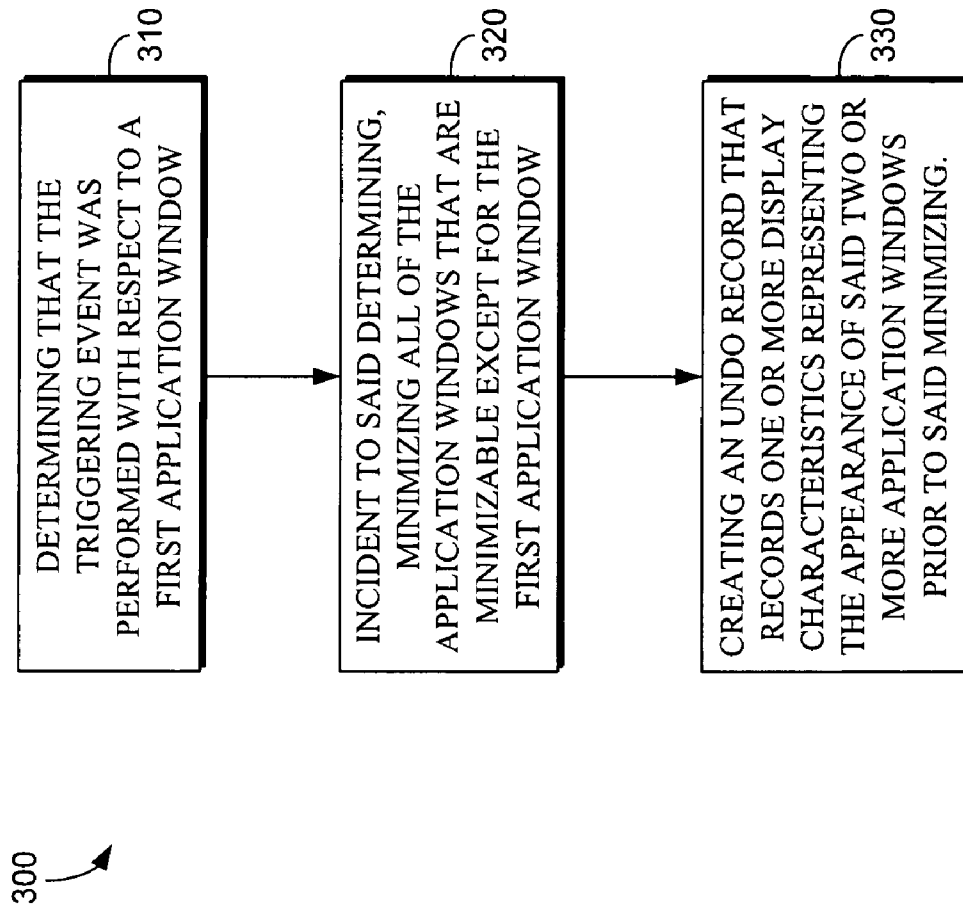 300
DETERMINING THAT THE
TRIGGERING EVENT WAS
PERFORMED WITH RESPECT TO A
FIRST APPLICATION WINDOW
310
INCIDENT TO SAID DETERMINING,
MINIMIZING ALL OF THE
APPLICATION WINDOWS THAT ARE
MINIMIZABLE EXCEPT FOR THE
FIRST APPLICATION WINDOW
320
CREATING AN UNDO RECORD THAT
RECORDS ONE OR MORE DISPLAY
CHARACTERISTICS REPRESENTING
THE APPEARANCE OF SAID TWO OR
MORE APPLICATION WINDOWS
PRIOR TO SAID MINIMIZING.
330